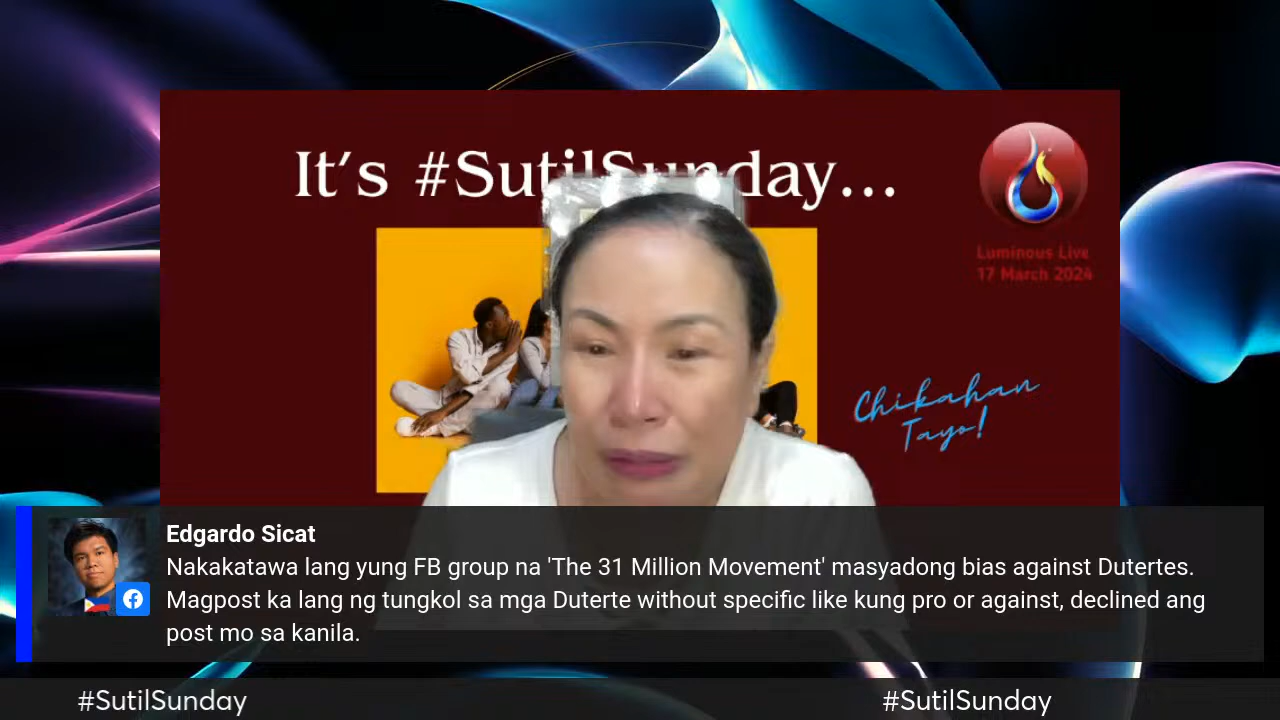 It's #SutilSunday...
Luminous Live
17 March 2024
Chikahan
Tayo!
Edgardo Sicat
Nakakatawa lang yung FB group na 'The 31 Million Movement' masyadong bias against Dutertes.
Magpost ka lang ng tungkol sa mga Duterte without specific like kung pro or against, declined ang
post mo sa kanila.
#SutilSunday #SutilSunday